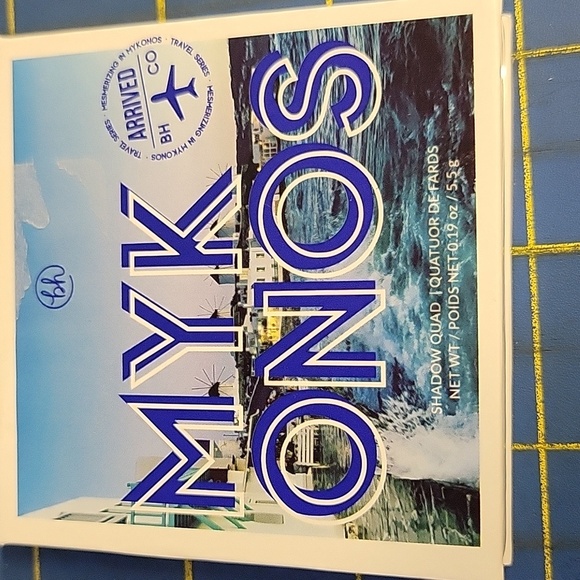 bh
MESMERIZING IN MYKONOS · TRAVEL SERIES · MESMERIZING IN MYKONOS · TRAVEL SERIES ·
ARRIVED
BH CO
MYK
ONOS
SHADOW QUAD | QUATUOR DE FARDS
NET WT / POIDS NET 0.19 oz / 5.5 g